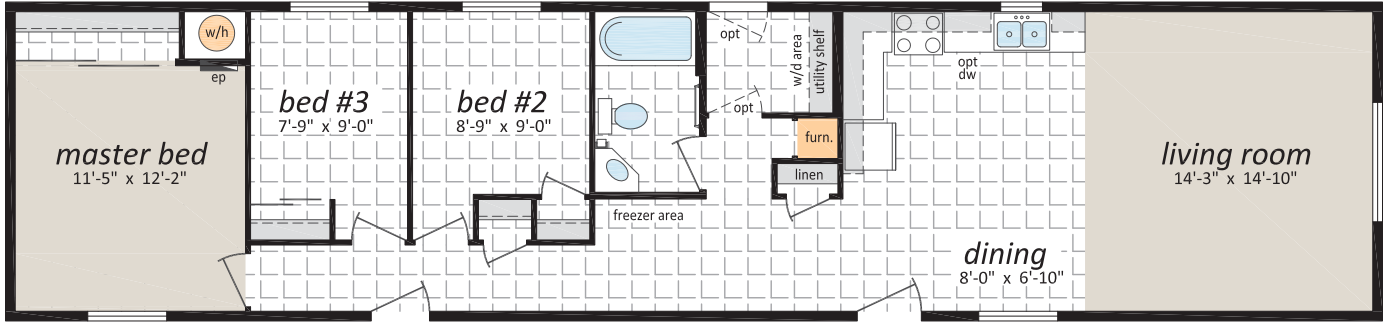 w/h
ep
bed #3
7'-9" x 9'-0"
bed #2
8'-9" x 9'-0"
master bed
11'-5" x 12'-2"
opt
opt
w/d area
utility shelf
furn.
linen
freezer area
opt
dw
dining
8'-0" x 6'-10"
living room
14'-3" x 14'-10"